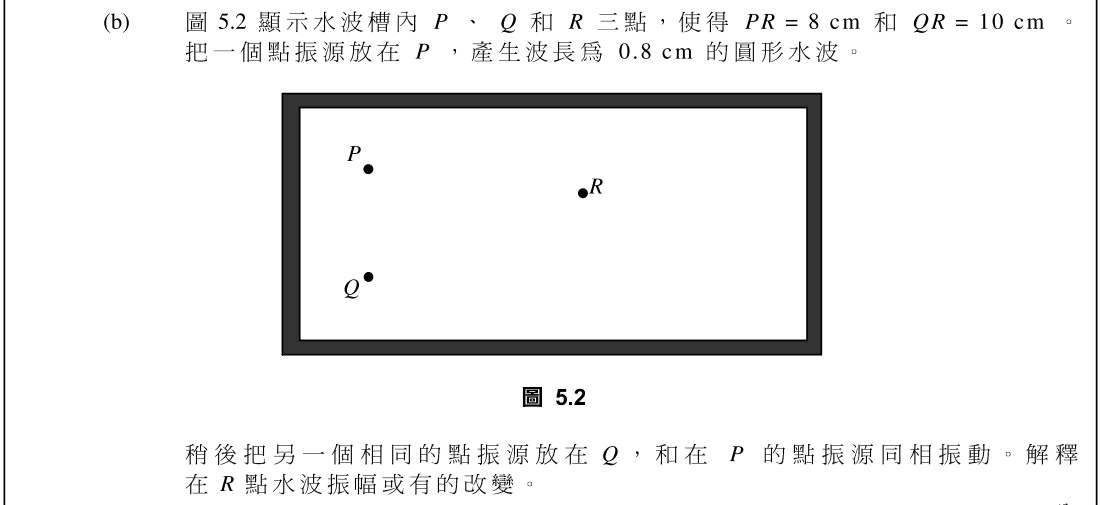 (b) 圖 5.2 顯示水波槽內 P 、 Q 和 R 三點，使得 PR = 8 cm 和 QR = 10 cm 。
把一個點振源放在 P ，產生波長爲 0.8 cm 的圓形水波。
P
R
Q
圖 5.2
稍後把另一個相同的點振源放在 Q ，和在 P 的點振源同相振動。解釋
在 R 點水波振幅或有的改變。